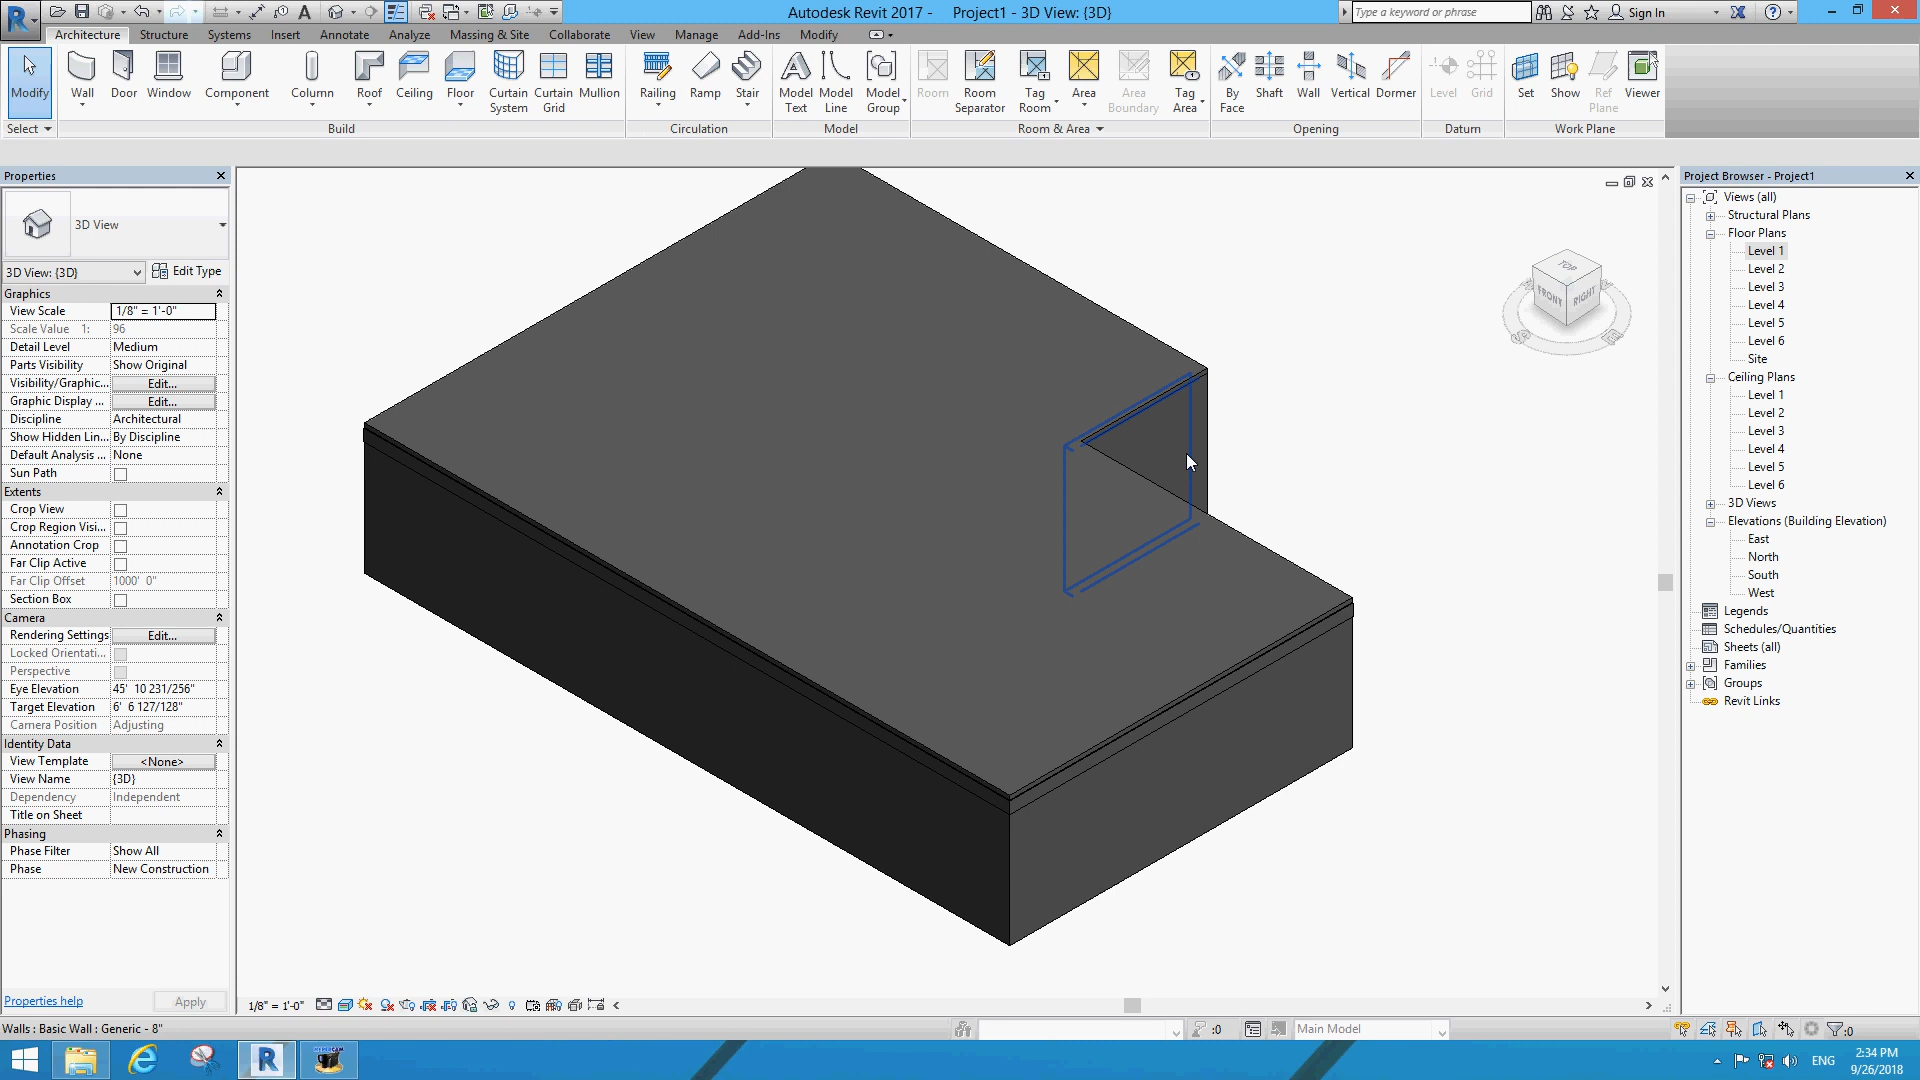 Autodesk Revit 2017 -     Project1 - 3D View: {3D}
Type a keyword or phrase
Sign In
Architecture Structure Systems Insert Annotate Analyze Massing & Site Collaborate View Manage Add-Ins Modify
Modify Wall Door Window Component Column Roof Ceiling Floor Curtain System Curtain Grid Mullion Railing Ramp Stair Model Text Model Line Model Group Room Room Separator Tag Room Area Area Boundary Tag Area By Face Shaft Wall Vertical Dormer Level Grid Set Show Ref Plane Viewer
Select Build Circulation Model Room & Area Opening Datum Work Plane
Properties
3D View
3D View: {3D} Edit Type
Graphics
View Scale 1/8" = 1'-0"
Scale Value 1: 96
Detail Level Medium
Parts Visibility Show Original
Visibility/Graphic... Edit...
Graphic Display ... Edit...
Discipline Architectural
Show Hidden Lin... By Discipline
Default Analysis ... None
Sun Path
Extents
Crop View
Crop Region Visi...
Annotation Crop
Far Clip Active
Far Clip Offset 1000' 0"
Section Box
Camera
Rendering Settings Edit...
Locked Orientati...
Perspective
Eye Elevation 45' 10 231/256"
Target Elevation 6' 6 127/128"
Camera Position Adjusting
Identity Data
View Template <None>
View Name {3D}
Dependency Independent
Title on Sheet
Phasing
Phase Filter Show All
Phase New Construction
Properties help Apply
TOP
FRONT RIGHT
Project Browser - Project1
Views (all)
Structural Plans
Floor Plans
Level 1
Level 2
Level 3
Level 4
Level 5
Level 6
Site
Ceiling Plans
Level 1
Level 2
Level 3
Level 4
Level 5
Level 6
3D Views
Elevations (Building Elevation)
East
North
South
West
Legends
Schedules/Quantities
Sheets (all)
Families
Groups
Revit Links
1/8" = 1'-0"
Walls : Basic Wall : Generic - 8"
:0
Main Model
:0
ENG
2:34 PM
9/26/2018